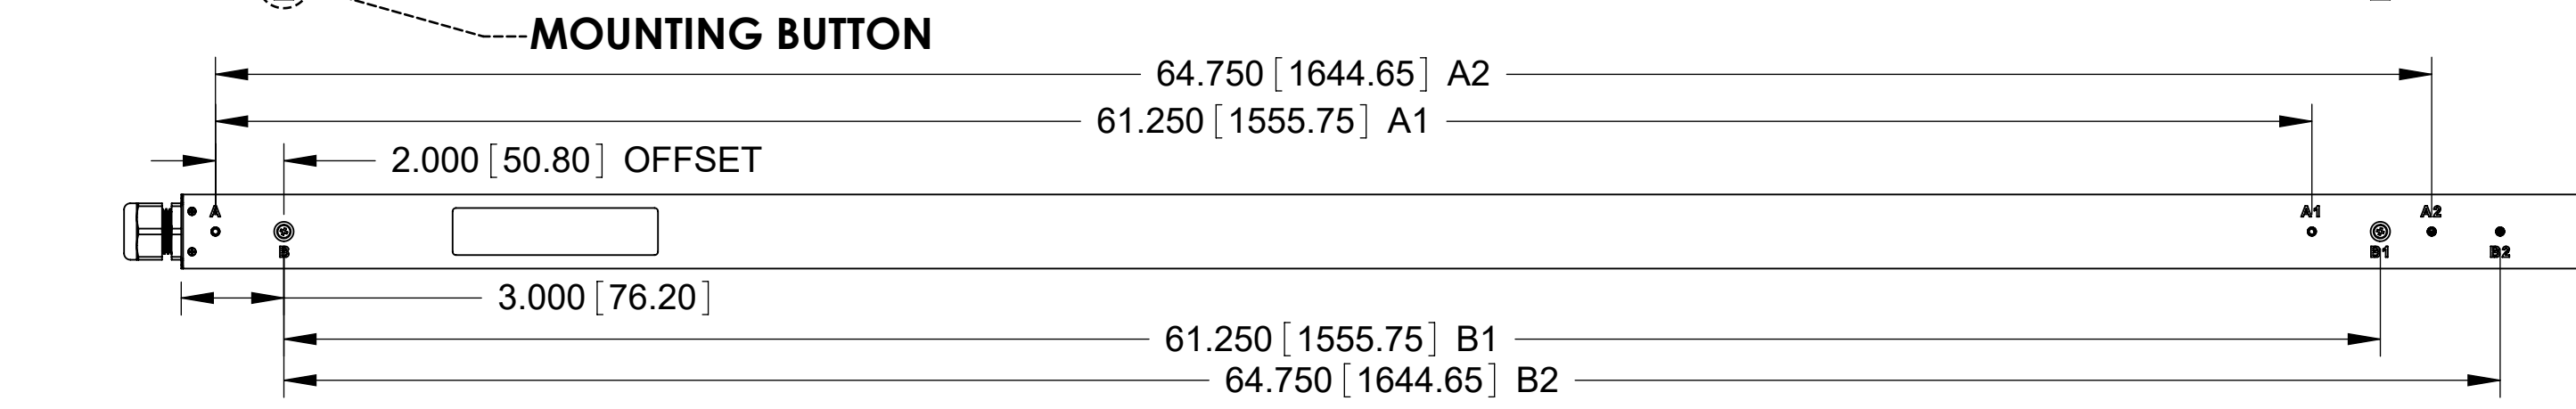 MOUNTING BUTTON
64.750 [1644.65] A2
61.250 [1555.75] A1
2.000 [50.80] OFFSET
A
A1
A2
B
B1
B2
3.000 [76.20]
61.250 [1555.75] B1
64.750 [1644.65] B2